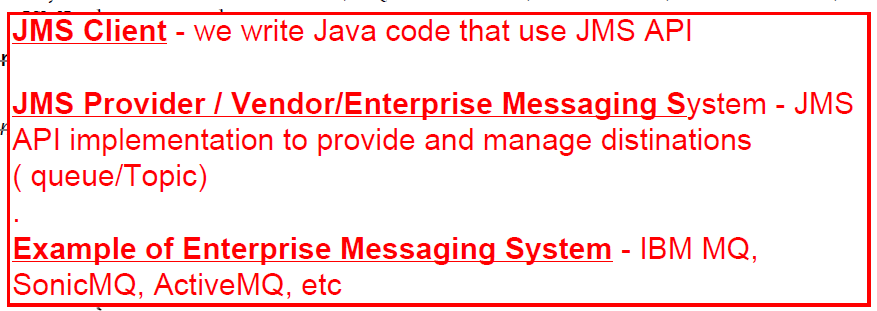 JMS Client - we write Java code that use JMS API
JMS Provider / Vendor/Enterprise Messaging System - JMS
API implementation to provide and manage distinations
( queue/Topic)
.
Example of Enterprise Messaging System - IBM MQ,
SonicMQ, ActiveMQ, etc